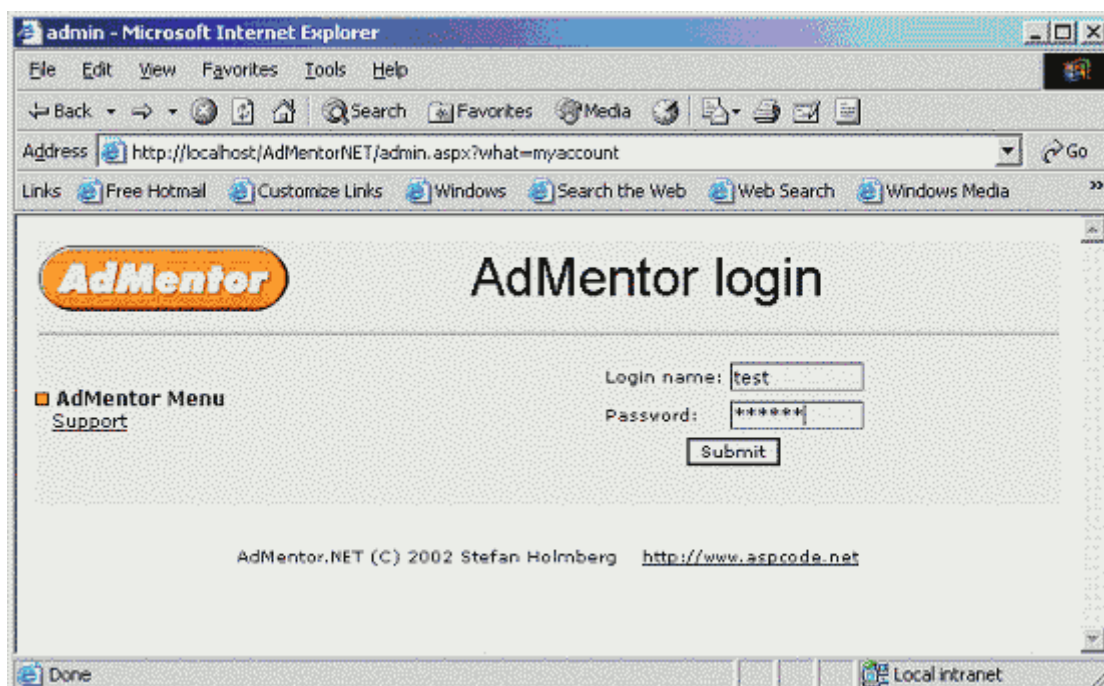 admin - Microsoft Internet Explorer
File Edit View Favorites Tools Help
Back Search Favorites Media
Address http://localhost/AdMentorNET/admin.aspx?what=myaccount Go
Links Free Hotmail Customize Links Windows Search the Web Web Search Windows Media »
AdMentor AdMentor login
Login name: test
AdMentor Menu
Support
Password: ******
Submit
AdMentor.NET (C) 2002 Stefan Holmberg http://www.aspcode.net
Done Local intranet